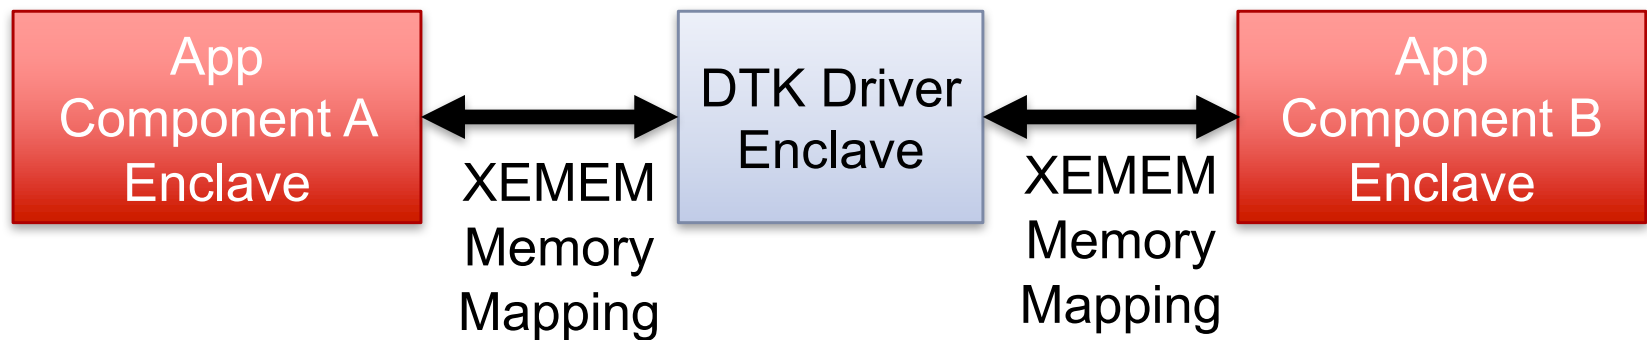 App
Component A
Enclave
XEMEM
Memory
Mapping
DTK Driver
Enclave
XEMEM
Memory
Mapping
App
Component B
Enclave